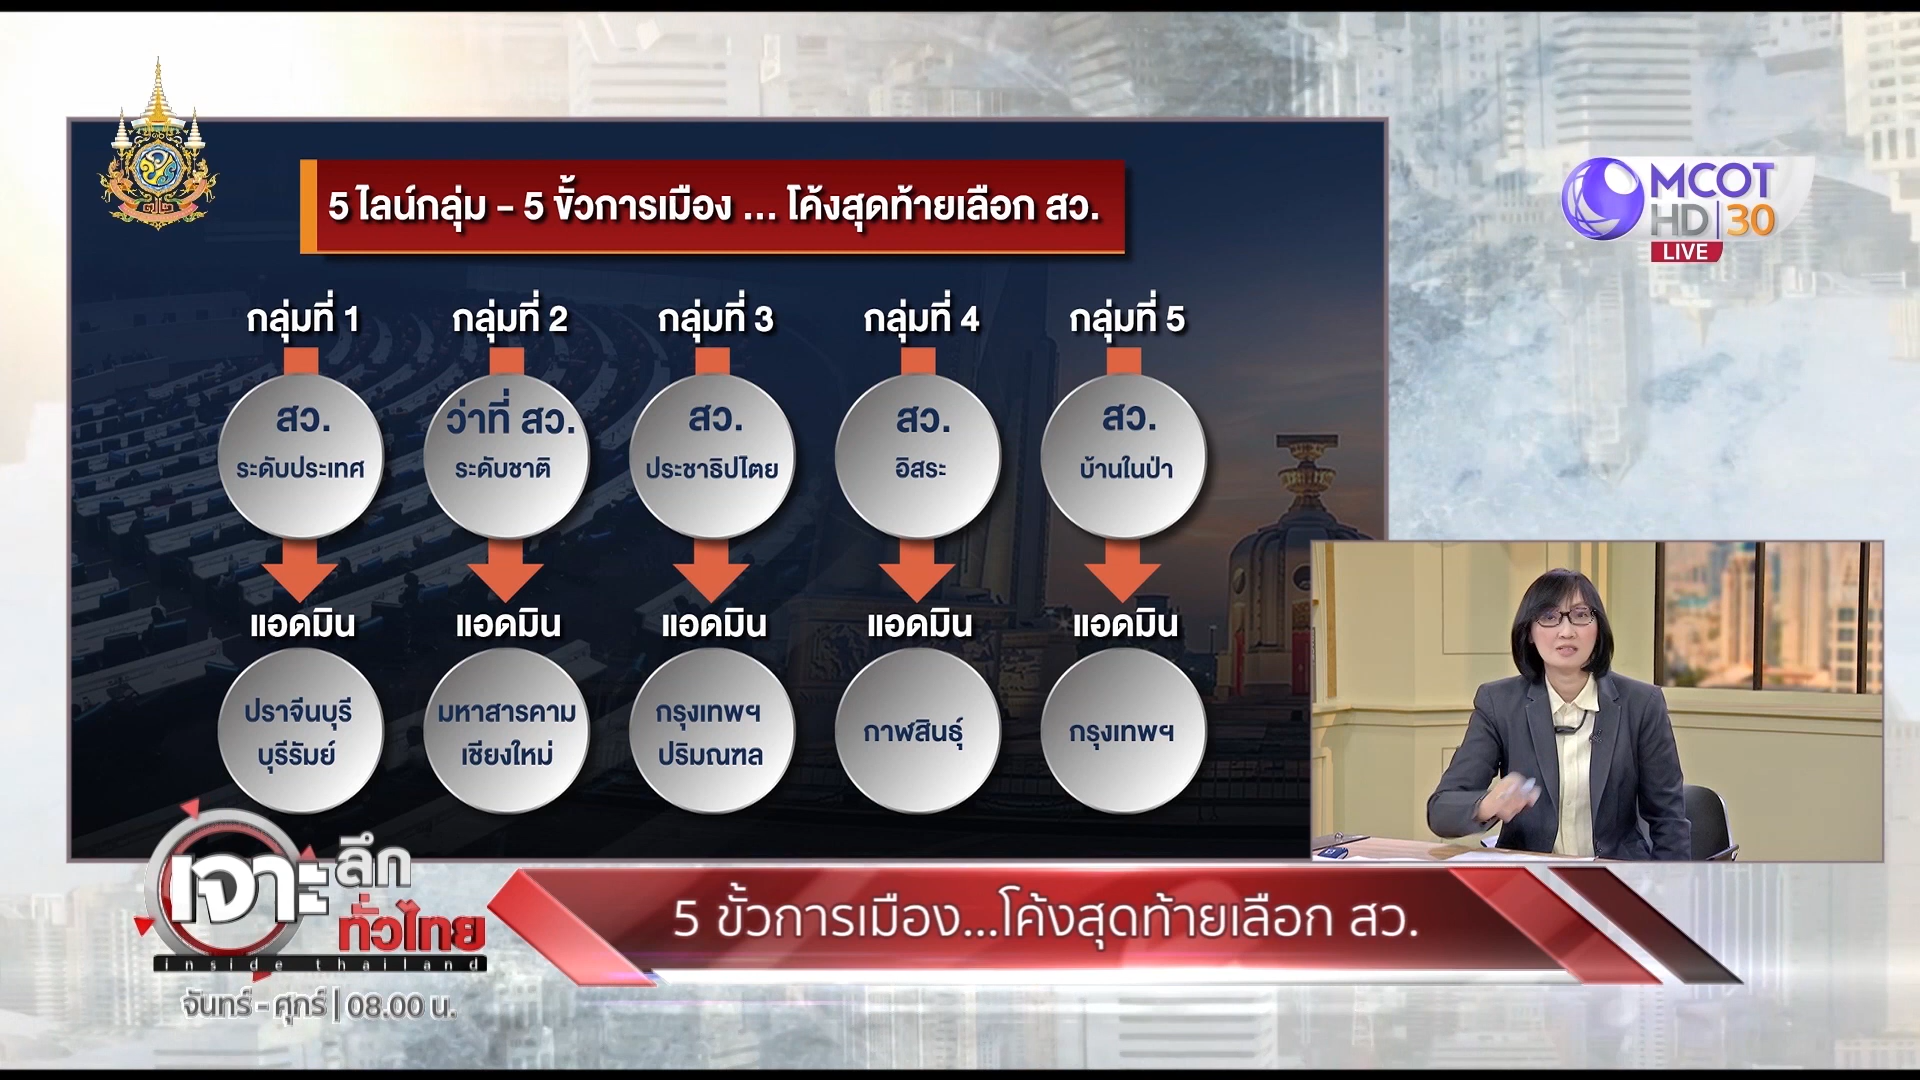 5 ไลน์กลุ่ม - 5 ขั้วการเมือง ... โค้งสุดท้ายเลือก สว.
MCOT
HD|30
LIVE
กลุ่มที่ 1
กลุ่มที่ 2
กลุ่มที่ 3
กลุ่มที่ 4
กลุ่มที่ 5
สว.
ระดับประเทศ
ว่าที่ สว.
ระดับชาติ
สว.
ประชาธิปไตย
สว.
อิสระ
สว.
บ้านในป่า
แอดมิน
แอดมิน
แอดมิน
แอดมิน
แอดมิน
ปราจีนบุรี
บุรีรัมย์
มหาสารคาม
เชียงใหม่
กรุงเทพฯ
ปริมณฑล
กาฬสินธุ์
กรุงเทพฯ
เจาะลึก
ทั่วไทย
inside thailand
จันทร์ - ศุกร์ | 08.00 น.
5 ขั้วการเมือง...โค้งสุดท้ายเลือก สว.